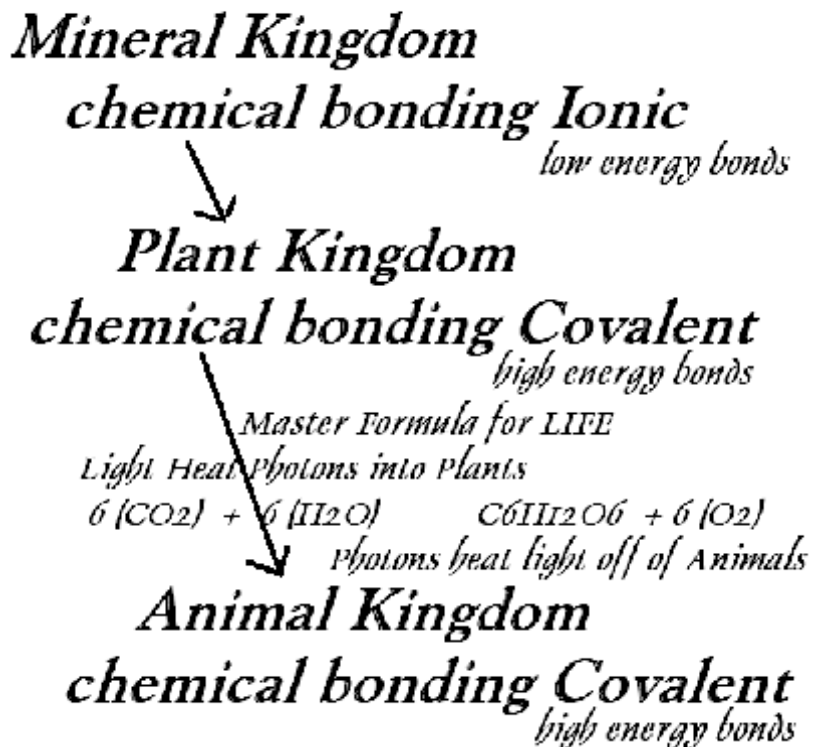 Mineral Kingdom
chemical bonding Ionic
low energy bonds
Plant Kingdom
chemical bonding Covalent
high energy bonds
Master Formula for LIFE
Light Heat Photons into Plants
6 (CO2) + 6 (H2O) C6H12O6 + 6 (O2)
Photons heat light off of Animals
Animal Kingdom
chemical bonding Covalent
high energy bonds